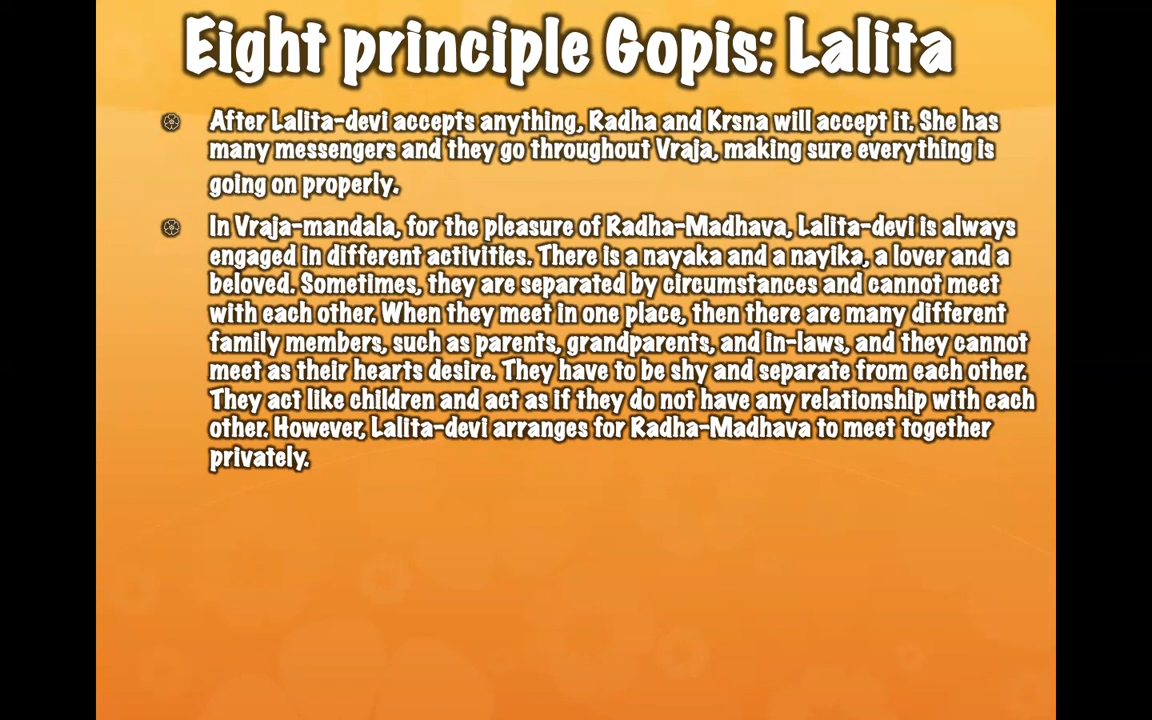 Eight principle Gopis: Lalita
After Lalita-devi accepts anything, Radha and Krsna will accept it. She has
many messengers and they go throughout Vraja, making sure everything is
going on properly.
In Vraja-mandala, for the pleasure of Radha-Madhava, Lalita-devi is always
engaged in different activities. There is a nayaka and a nayika, a lover and a
beloved. Sometimes, they are separated by circumstances and cannot meet
with each other. When they meet in one place, then there are many different
family members, such as parents, grandparents, and in-laws, and they cannot
meet as their hearts desire. They have to be shy and separate from each other.
They act like children and act as if they do not have any relationship with each
other. However, Lalita-devi arranges for Radha-Madhava to meet together
privately.